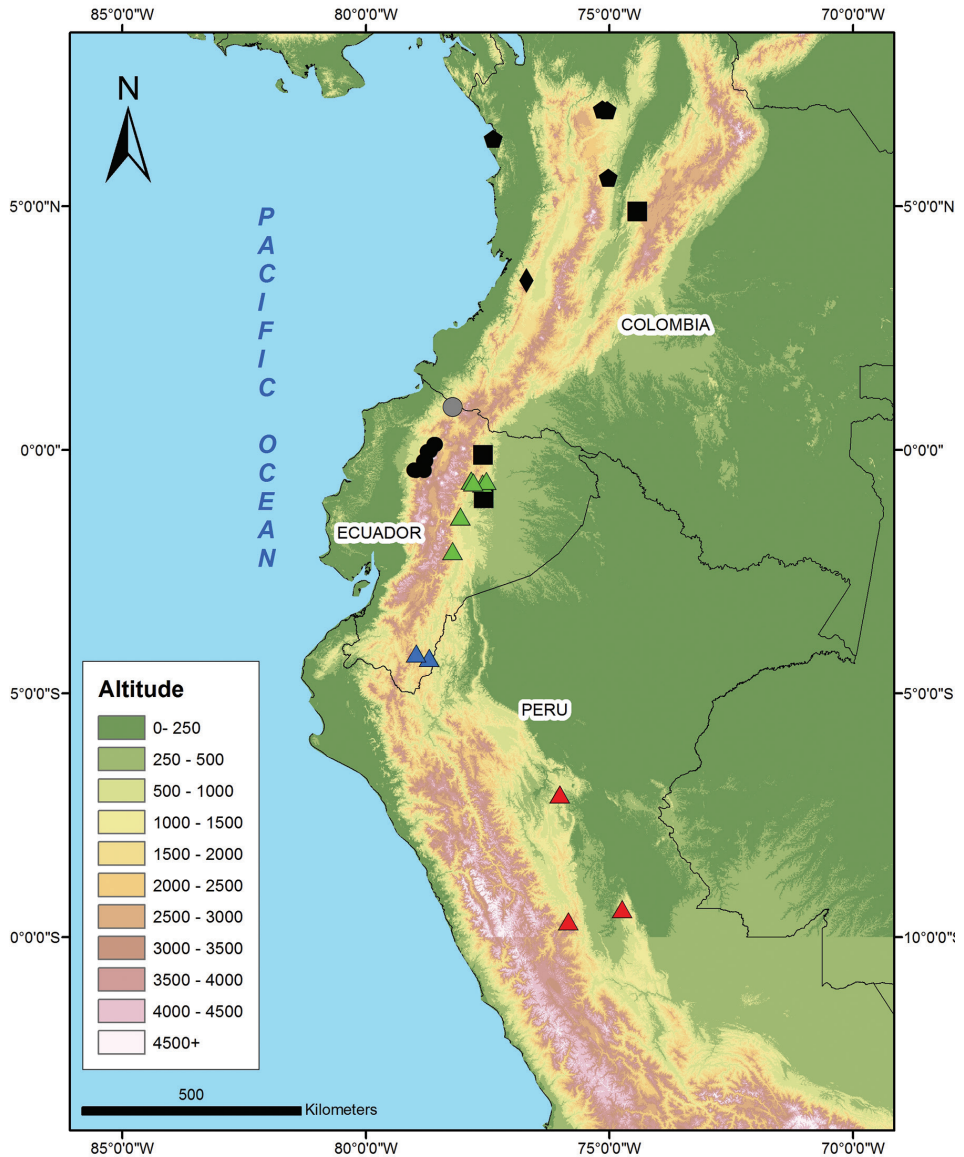 85°0'0"W 80°0'0"W 75°0'0"W 70°0'0"W
N
5°0'0"N 5°0'0"N
PACIFIC OCEAN
COLOMBIA
0°0'0" 0°0'0"
ECUADOR
5°0'0"S 5°0'0"S
PERU
Altitude
0- 250
250 - 500
500 - 1000
1000 - 1500
1500 - 2000
2000 - 2500
2500 - 3000
3000 - 3500
3500 - 4000
4000 - 4500
4500+
0°0'0"S 10°0'0"S
500
Kilometers
85°0'0"W 80°0'0"W 75°0'0"W 70°0'0"W